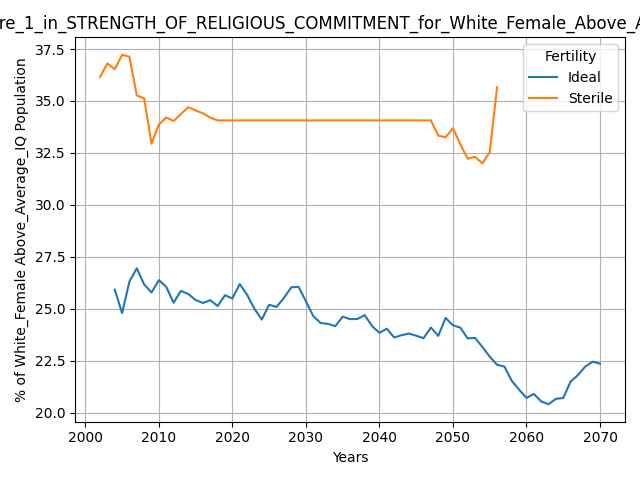 re_1_in_STRENGTH_OF_RELIGIOUS_COMMITMENT_for_White_Female_Above_A
Fertility
Ideal
Sterile
% of White_Female Above_Average_IQ Population
37.5
35.0
32.5
30.0
27.5
25.0
22.5
20.0
2000 2010 2020 2030 2040 2050 2060 2070
Years